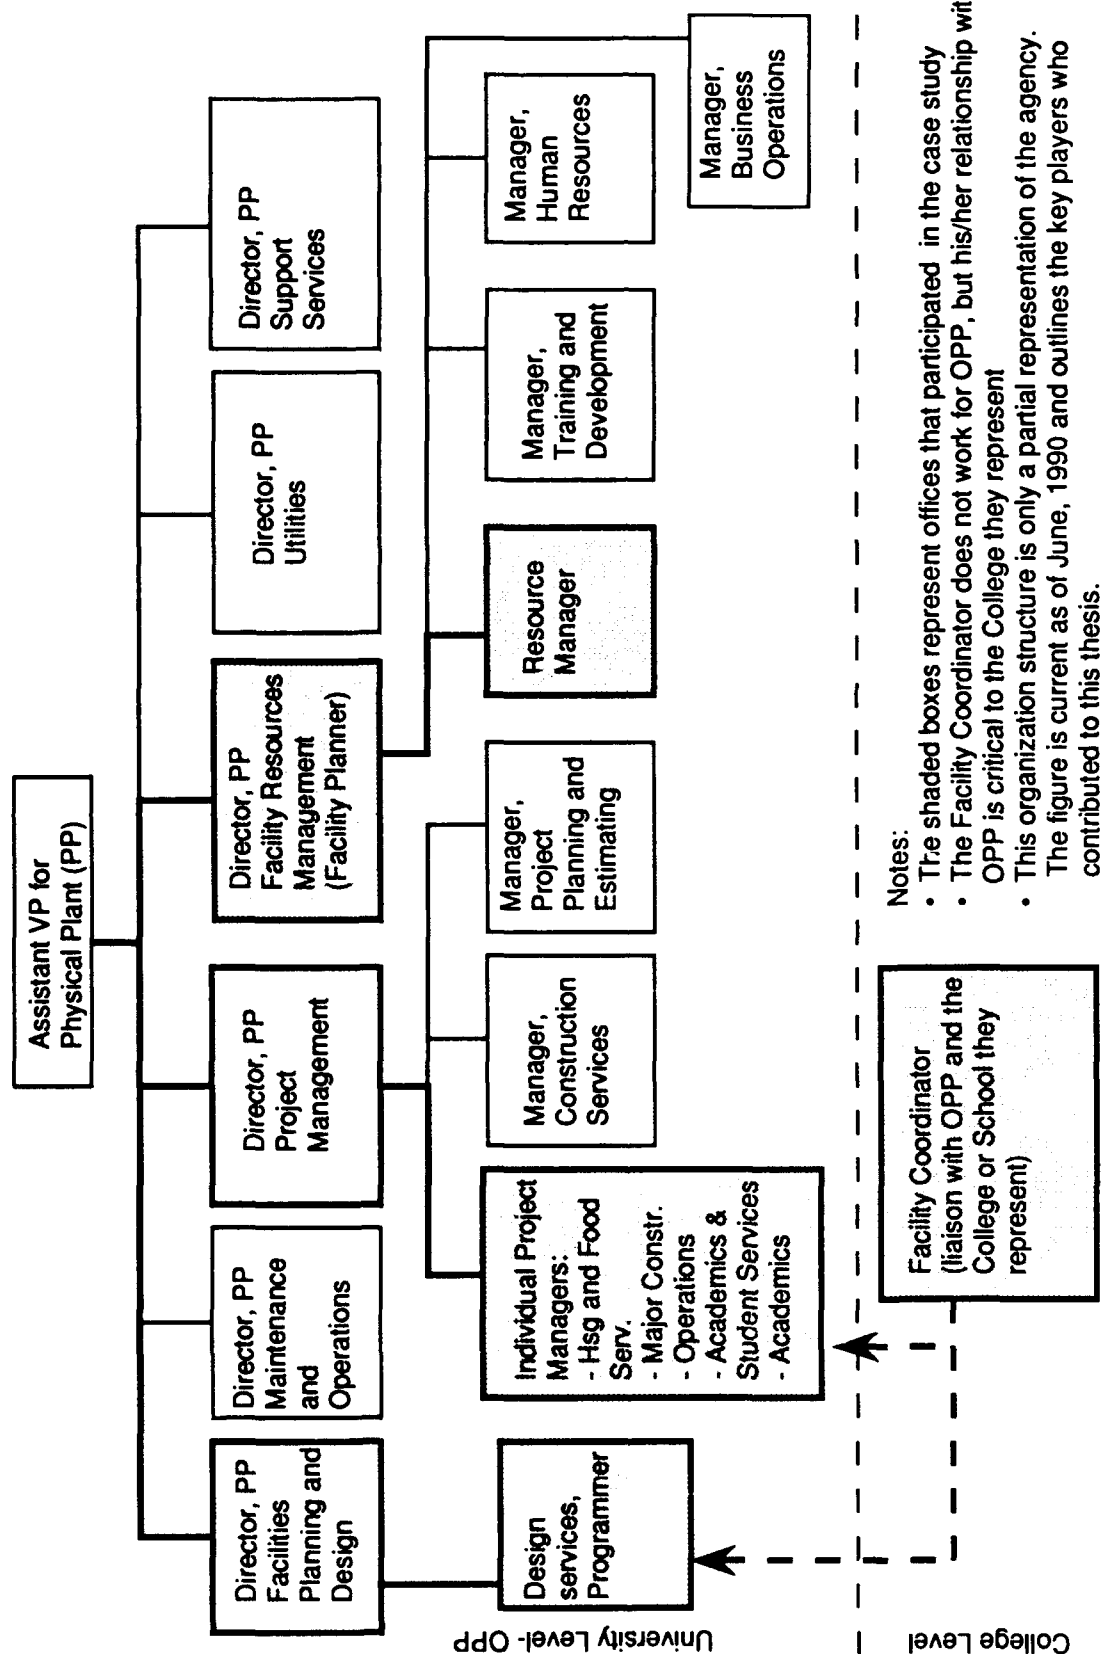 Assistant VP for
Physical Plant (PP)
Director, PP
Facilities
Planning and
Design
Director, PP
Maintenance
and
Operations
Director, PP
Project
Management
Director, PP
Facility Resources
Management
(Facility Planner)
Director, PP
Utilities
Director, PP
Support
Services
Design
services,
Programmer
Individual Project
Managers:
- Hsg and Food
Serv.
- Major Constr.
- Operations
- Academics &
Student Services
- Academics
Manager,
Construction
Services
Manager,
Project
Planning and
Estimating
Resource
Manager
Manager,
Training and
Development
Manager,
Human
Resources
Manager,
Business
Operations
University Level- OPP
College Level
Facility Coordinator
(liaison with OPP and the
College or School they
represent)
Notes:
• The shaded boxes represent offices that participated in the case study
• The Facility Coordinator does not work for OPP, but his/her relationship wit
OPP is critical to the College they represent
• This organization structure is only a partial representation of the agency.
The figure is current as of June, 1990 and outlines the key players who
contributed to this thesis.